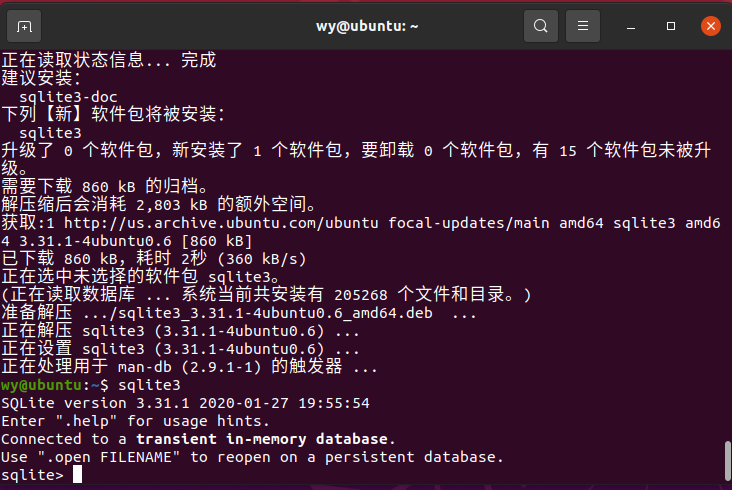 wy@ubuntu: ~
正在读取状态信息... 完成
建议安装：
  sqlite3-doc
下列【新】软件包将被安装：
  sqlite3
升级了 0 个软件包，新安装了 1 个软件包，要卸载 0 个软件包，有 15 个软件包未被升
级。
需要下载 860 kB 的归档。
解压缩后会消耗 2,803 kB 的额外空间。
获取:1 http://us.archive.ubuntu.com/ubuntu focal-updates/main amd64 sqlite3 amd6
4 3.31.1-4ubuntu0.6 [860 kB]
已下载 860 kB，耗时 2秒 (360 kB/s)
正在选中未选择的软件包 sqlite3。
(正在读取数据库 ... 系统当前共安装有 205268 个文件和目录。)
准备解压 .../sqlite3_3.31.1-4ubuntu0.6_amd64.deb  ...
正在解压 sqlite3 (3.31.1-4ubuntu0.6) ...
正在设置 sqlite3 (3.31.1-4ubuntu0.6) ...
正在处理用于 man-db (2.9.1-1) 的触发器 ...
wy@ubuntu:~$ sqlite3
SQLite version 3.31.1 2020-01-27 19:55:54
Enter ".help" for usage hints.
Connected to a transient in-memory database.
Use ".open FILENAME" to reopen on a persistent database.
sqlite>